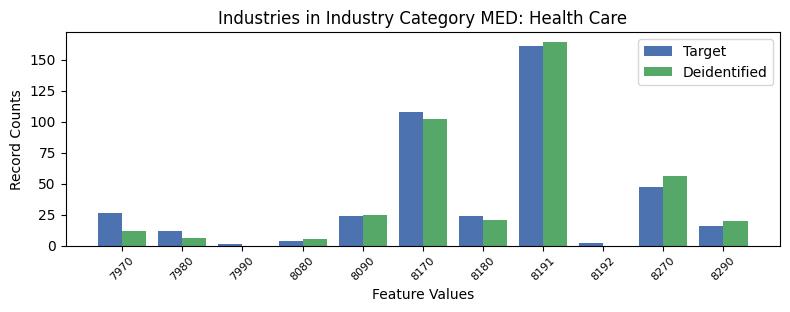 Industries in Industry Category MED: Health Care
Target
Deidentified
Record Counts
150
125
100
75
50
25
0
7970 7980 7990 8080 8090 8170 8180 8191 8192 8270 8290
Feature Values